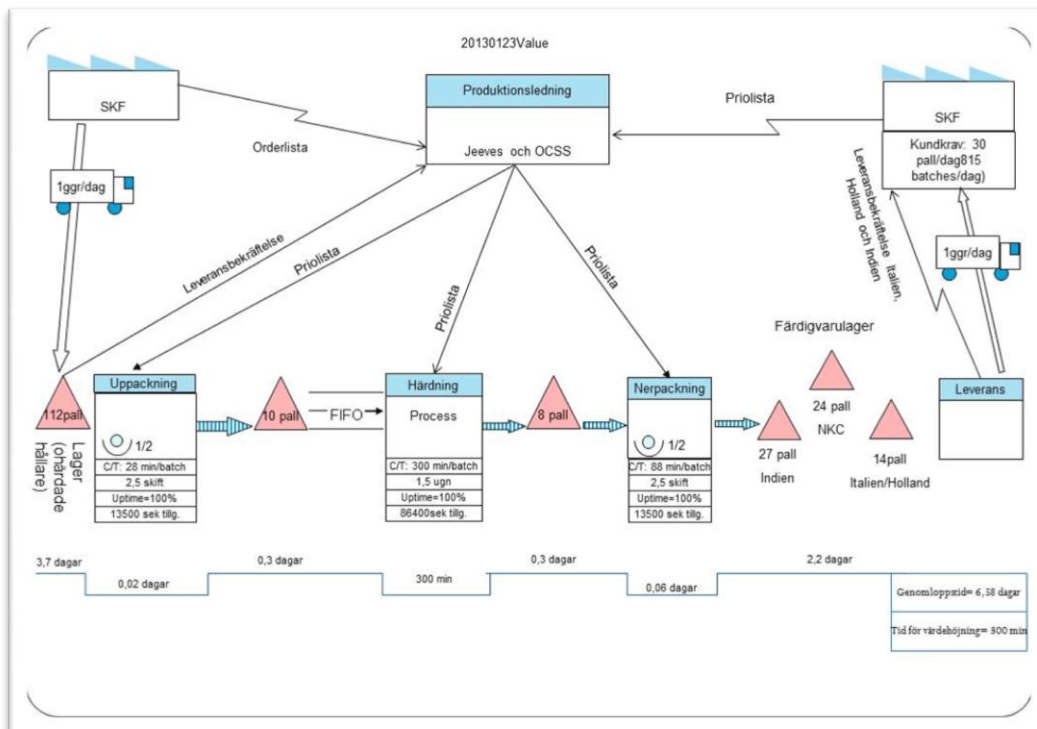 20130123Value
SKF
Produktionsledning
Jeeves och OCSS
Priolista
SKF
Kundkrav: 30
pall/dag815
batches/dag)
Orderlista
1ggr/dag
Leveransbekräftelse
Priolista
Priolista
Priolista
Leveransbekräftelse Italien,
Holland och Indien
1ggr/dag
Färdigvarulager
112pall
Lager
(ohärdade
hållare)
Uppackning
1/2
C/T: 28 min/batch
2,5 skift
Uptime=100%
13500 sek tillg.
10 pall
FIFO
Härdning
Process
C/T: 300 min/batch
1,5 ugn
Uptime=100%
86400sek tillg.
8 pall
Nerpackning
1/2
C/T: 88 min/batch
2,5 skift
Uptime=100%
13500 sek tillg.
24 pall
NKC
27 pall
Indien
14pall
Italien/Holland
Leverans
3,7 dagar
0,02 dagar
0,3 dagar
300 min
0,3 dagar
0,06 dagar
2,2 dagar
Genomloppstid= 6,58 dagar
Tid för värdehöjning= 300 min